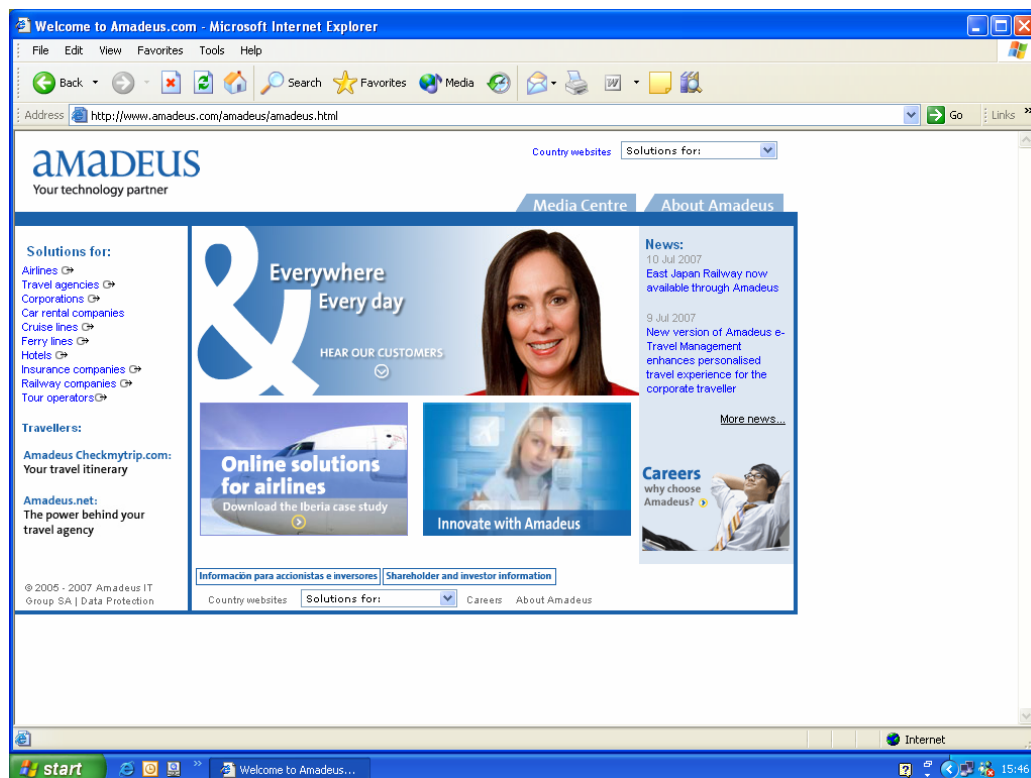 Welcome to Amadeus.com - Microsoft Internet Explorer
File Edit View Favorites Tools Help
Back Search Favorites Media
Address http://www.amadeus.com/amadeus/amadeus.html Go Links »
amadeus
Your technology partner
Country websites Solutions for:
Media Centre About Amadeus
Solutions for:
Airlines
Travel agencies
Corporations
Car rental companies
Cruise lines
Ferry lines
Hotels
Insurance companies
Railway companies
Tour operators
Travellers:
Amadeus Checkmytrip.com:
Your travel itinerary
Amadeus.net:
The power behind your
travel agency
© 2005 - 2007 Amadeus IT
Group SA | Data Protection
&
Everywhere
Every day
HEAR OUR CUSTOMERS
Online solutions
for airlines
Download the Iberia case study
Innovate with Amadeus
News:
10 Jul 2007
East Japan Railway now
available through Amadeus
9 Jul 2007
New version of Amadeus e-
Travel Management
enhances personalised
travel experience for the
corporate traveller
More news...
Careers
why choose
Amadeus?
Información para accionistas e inversores Shareholder and investor information
Country websites Solutions for: Careers About Amadeus
Internet
start » Welcome to Amadeus... 15:46